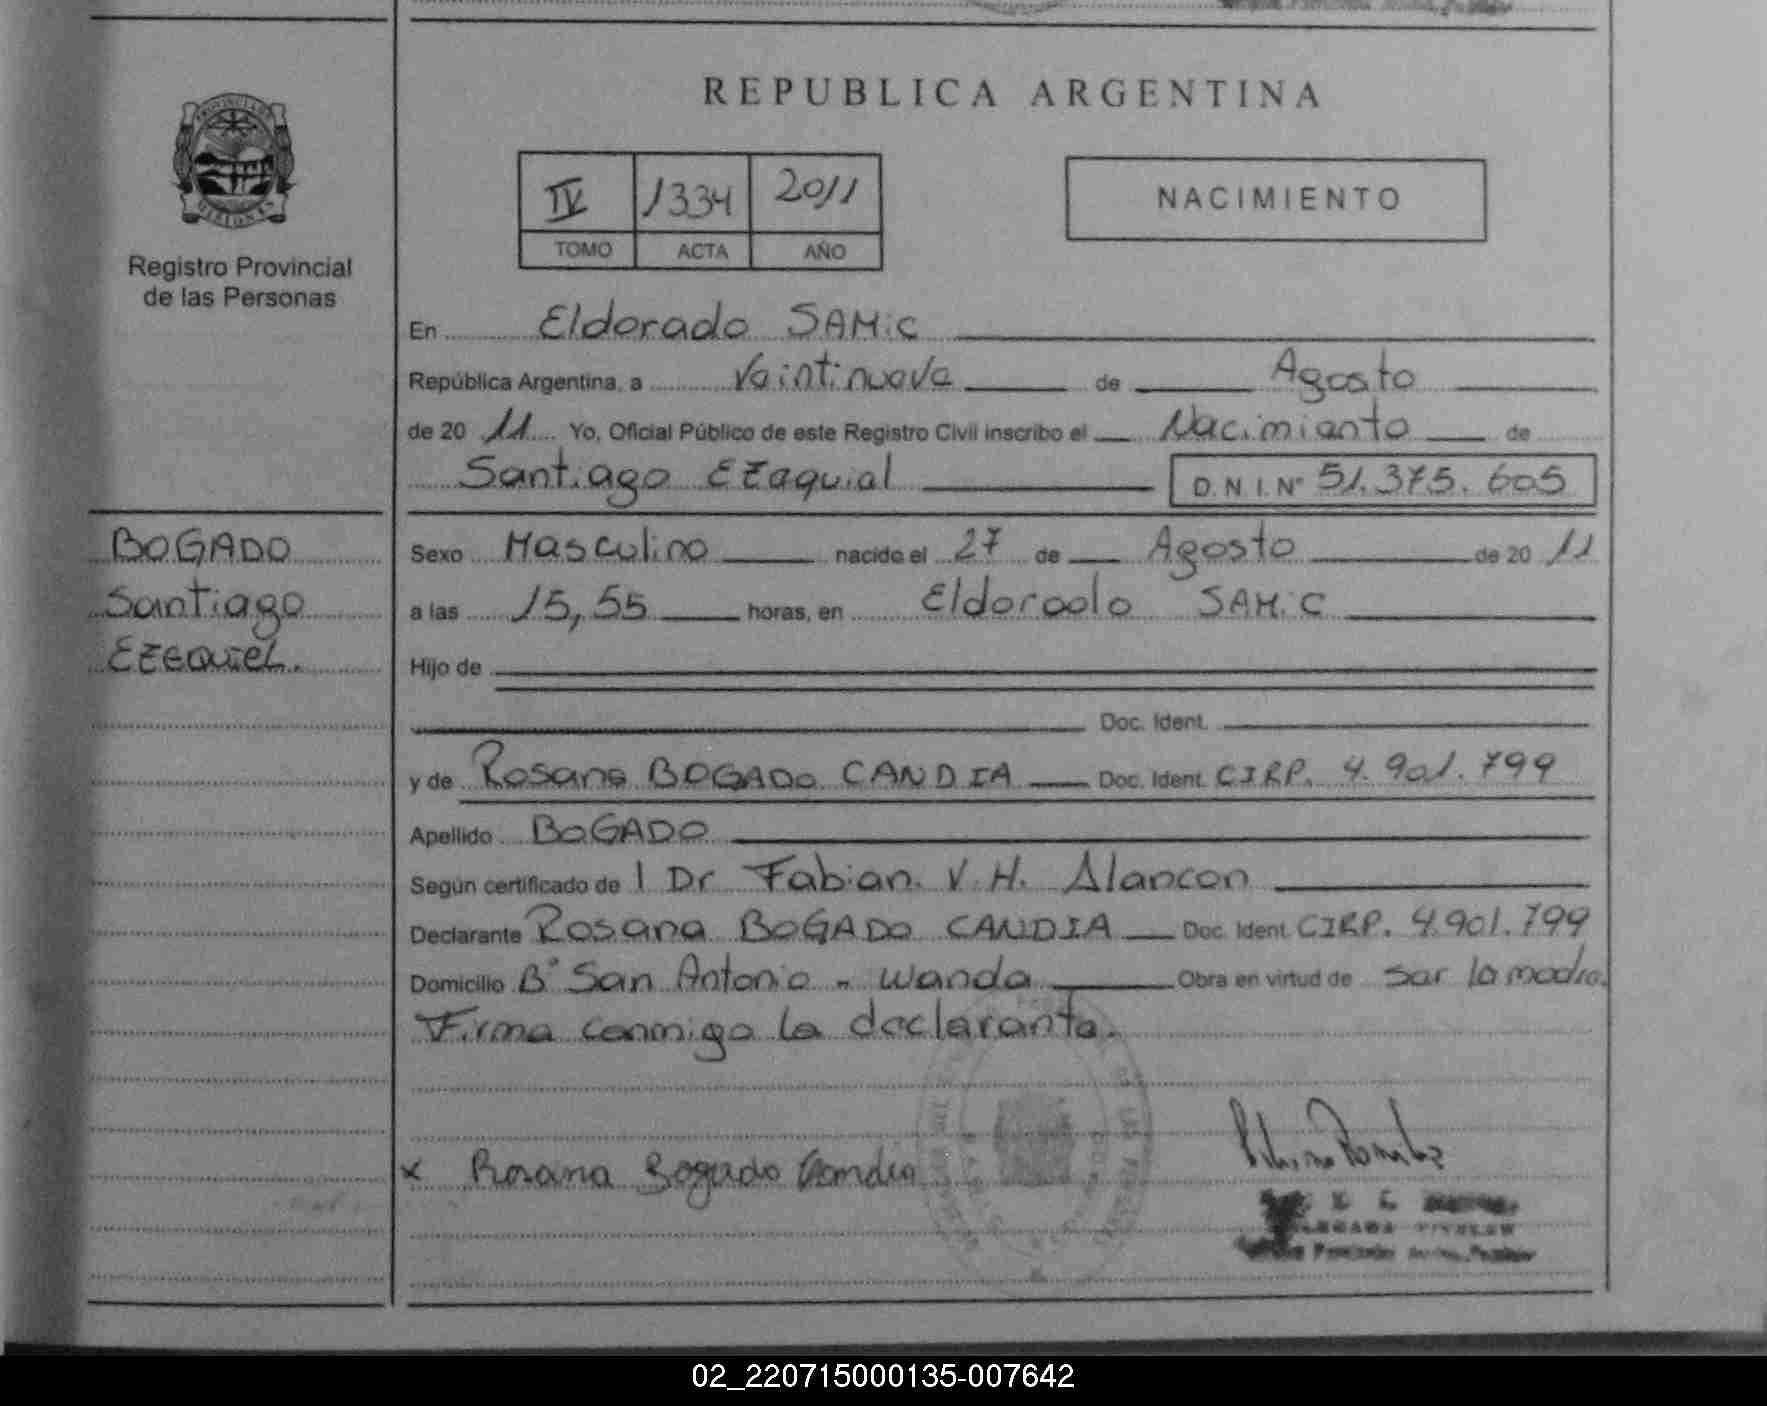 REPUBLICA ARGENTINA
IV 1334 2011
TOMO ACTA AÑO
NACIMIENTO
Registro Provincial
de las Personas
En Eldorado SAMiC
República Argentina, a Veintinueve de Agosto
de 20 11 Yo, Oficial Público de este Registro Civil inscribo el Nacimiento de
Santiago Ezequiel D.N.I.Nº 51.375.605
BOGADO
Santiago
EZEQUIEL.
Sexo Masculino nacido el 27 de Agosto de 20 11
a las 15,55 horas, en Eldorado SAMiC
Hijo de
Doc. Ident.
y de Rosana BOGADO CANDIA Doc. Ident. CIRP. 4.901.799
Apellido BOGADO
Según certificado de l Dr Fabian V. H. Alancon
Declarante Rosana BOGADO CANDIA Doc. Ident. CIRP. 4.901.799
Domicilio Bº San Antonio - Wanda Obra en virtud de ser la madre.
Firma conmigo la declarante.
x Rosana Bogado Candia
02_220715000135-007642